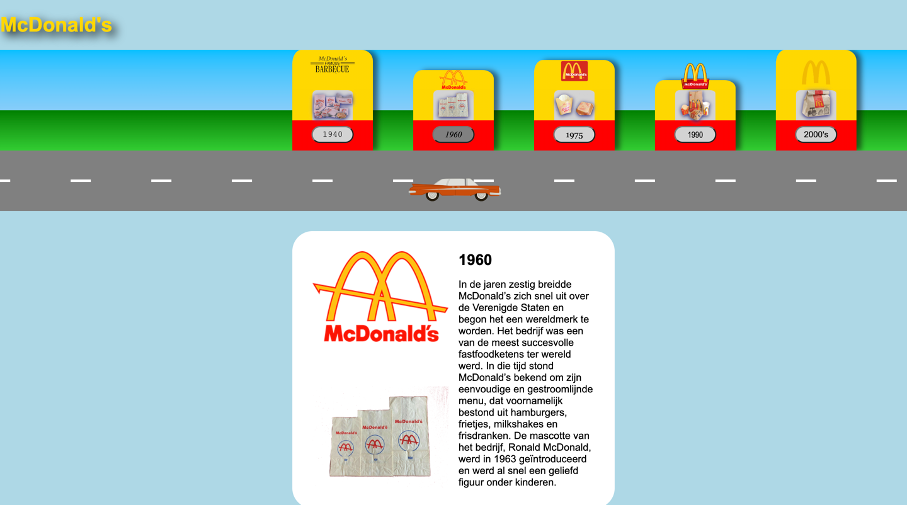 McDonald's
McDonald's
FAMOUS
BARBECUE
McDonald's
McDonald's
McDonald's
1940
1960
1975
1990
2000's
McDonald's
1960
In de jaren zestig breidde
McDonald's zich snel uit over
de Verenigde Staten en
begon het een wereldmerk te
worden. Het bedrijf was een
van de meest succesvolle
fastfoodketens ter wereld
werd. In die tijd stond
McDonald's bekend om zijn
eenvoudige en gestroomlijnde
menu, dat voornamelijk
bestond uit hamburgers,
frietjes, milkshakes en
frisdranken. De mascotte van
het bedrijf, Ronald McDonald,
werd in 1963 geïntroduceerd
en werd al snel een geliefd
figuur onder kinderen.
McDonald's
McDonald's
McDonald's